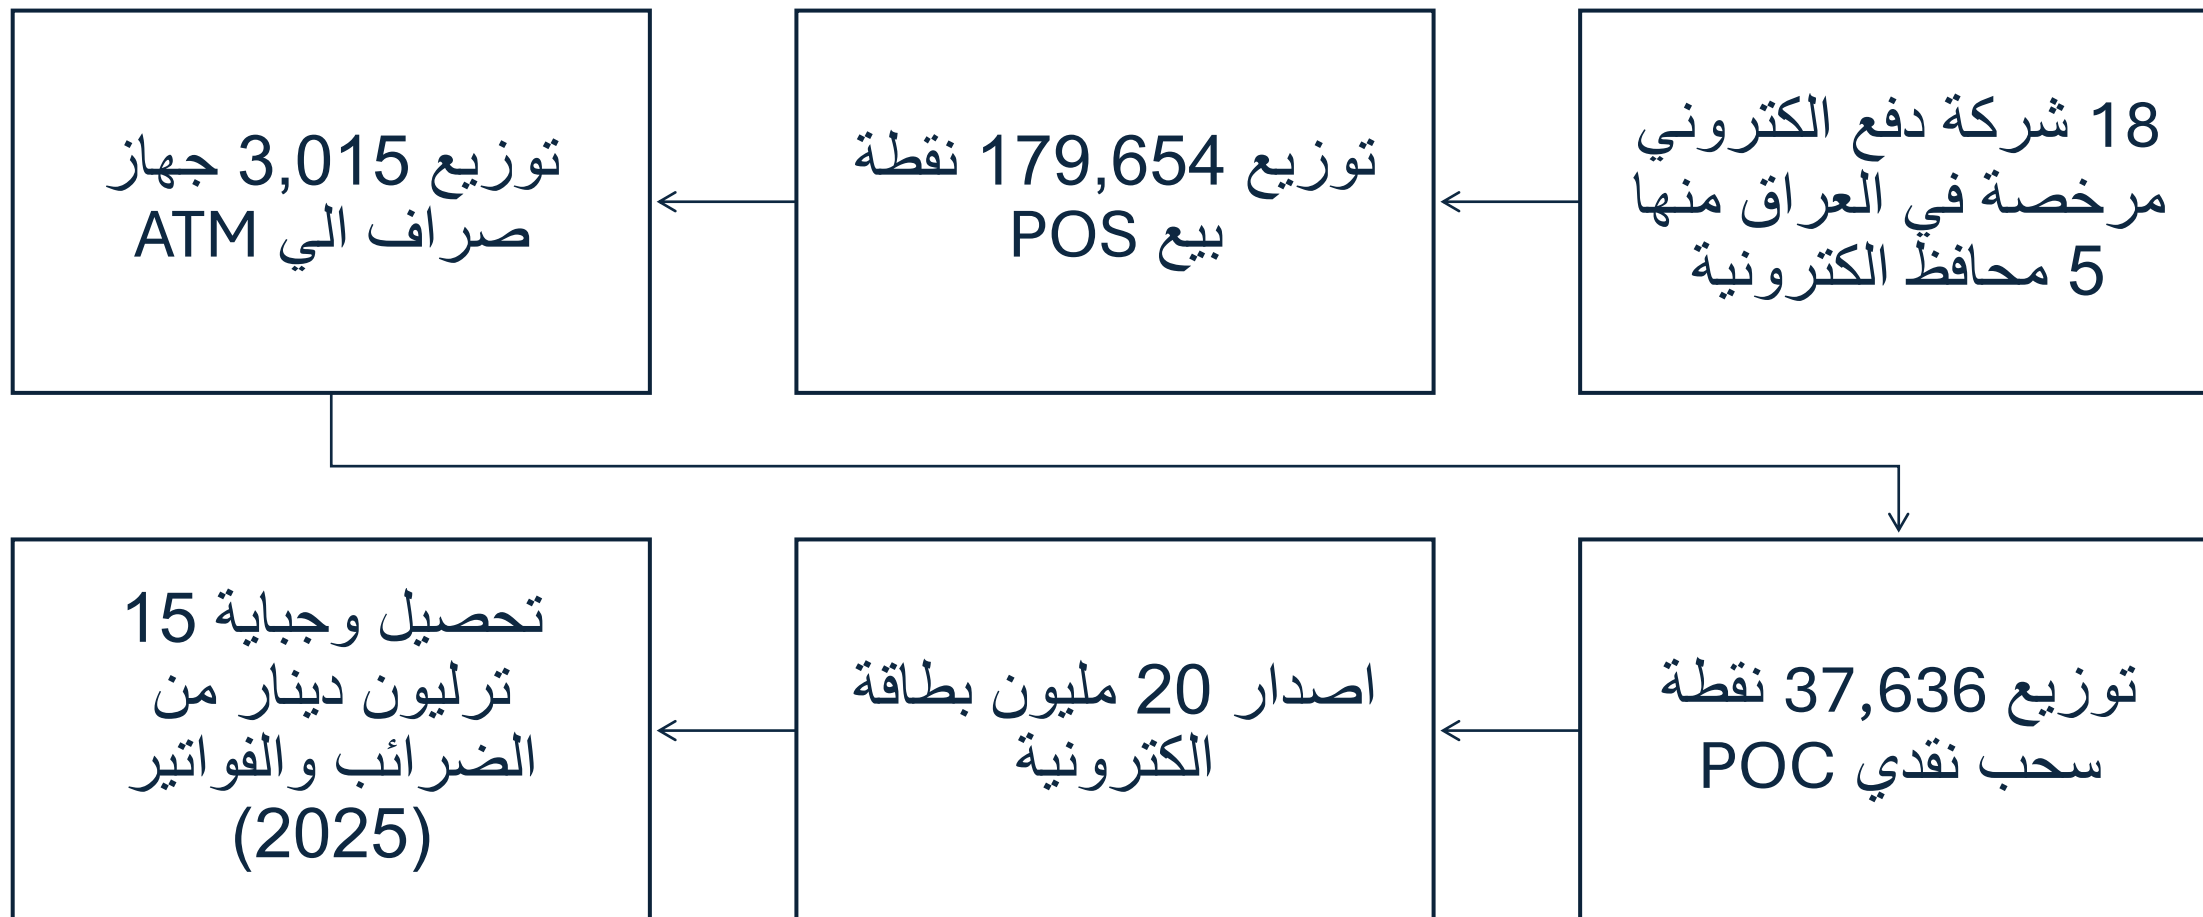 18 شركة دفع الكتروني
مرخصة في العراق منها
5 محافظ الكترونية
توزيع 179,654 نقطة
بيع POS
توزيع 3,015 جهاز
صراف الي ATM
توزيع 37,636 نقطة
سحب نقدي POC
اصدار 20 مليون بطاقة
الكترونية
تحصيل وجباية 15
ترليون دينار من
الضرائب والفواتير
(2025)